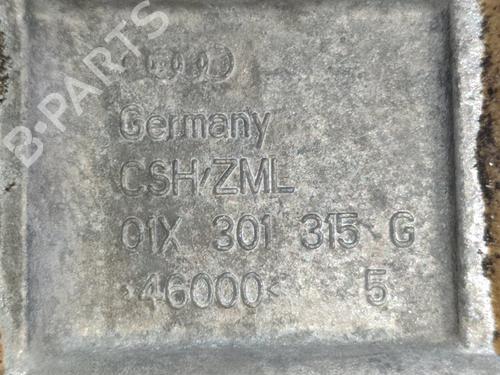 B-PARTS
Germany
CSH/ZML
01X 301 315 G
>46000< 5